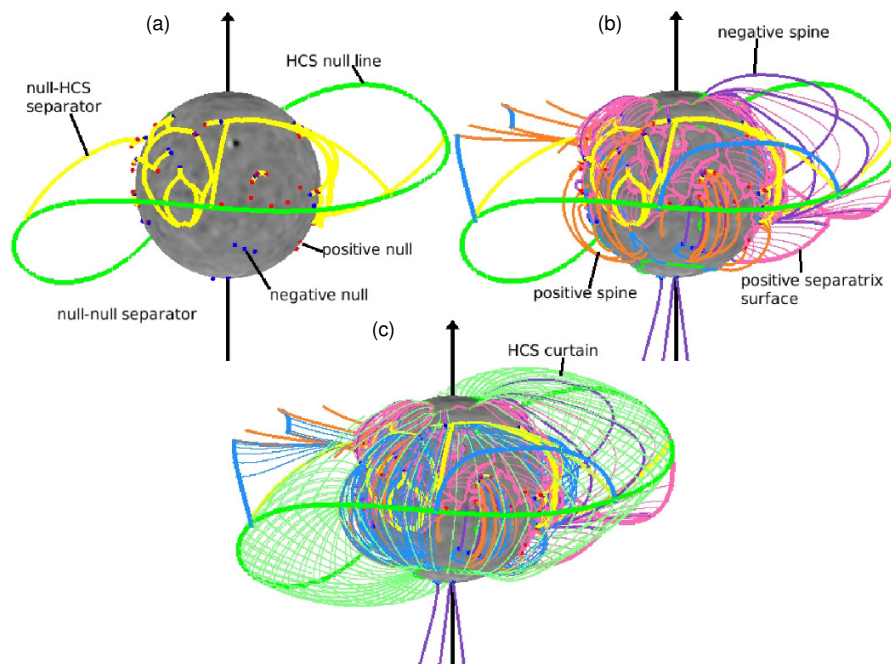 (a)
HCS null line
null-HCS
separator
positive null
negative null
null-null separator
(b)
negative spine
positive spine
positive separatrix
surface
(c)
HCS curtain